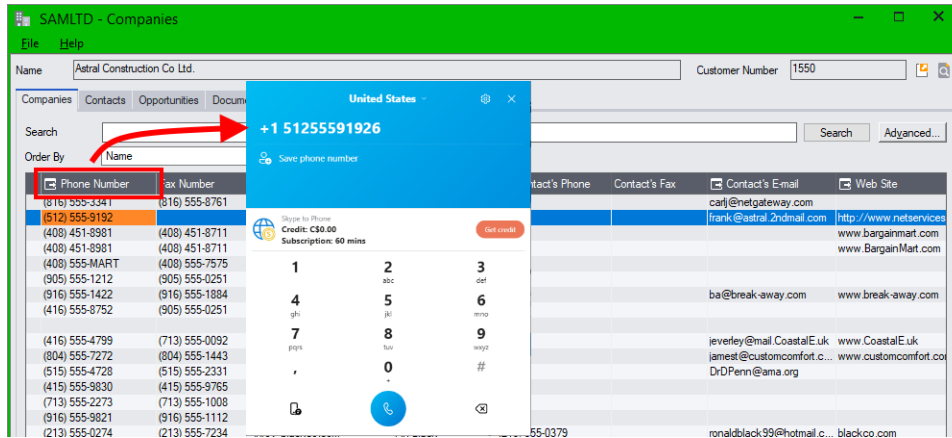 SAMLTD - Companies
File Help
Name Astral Construction Co Ltd. Customer Number 1550
Companies Contacts Opportunities Docume
Search Search Advanced...
Order By Name
United States
+1 51255591926
Save phone number
Skype to Phone
Credit: C$0.00
Subscription: 60 mins
Get credit
1 2 3
abc def
4 5 6
ghi jkl mno
7 8 9
pqrs tuv wxyz
, 0 #
+
Phone Number Fax Number ntact's Phone Contact's Fax Contact's E-mail Web Site
(816) 555-3341 (816) 555-8761 carlj@netgateway.com
(512) 555-9192 frank@astral.2ndmail.com http://www.netservices
(408) 451-8981 (408) 451-8711 www.bargainmart.com
(408) 451-8981 (408) 451-8711 www.BargainMart.com
(408) 555-MART (408) 555-7575
(905) 555-1212 (905) 555-0251
(916) 555-1422 (916) 555-1884 ba@break-away.com www.break-away.com
(416) 555-8752 (905) 555-0251
(416) 555-4799 (713) 555-0092 jeverley@mail.CoastalE.uk www.CoastalE.uk
(804) 555-7272 (804) 555-1443 jamest@customcomfort.c... www.customcomfort.co
(515) 555-4728 (515) 555-2331 DrDPenn@ama.org
(415) 555-9830 (415) 555-9765
(713) 555-2273 (713) 555-1008
(916) 555-9821 (916) 555-1112
(213) 555-0274 (213) 555-7234 555-0379 ronaldblack99@hotmail.c... blackco.com